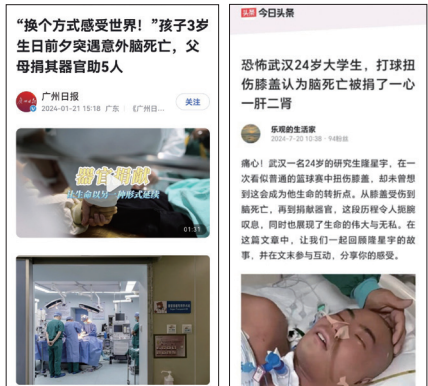 “换个方式感受世界！”孩子3岁
生日前夕突遇意外脑死亡，父
母捐其器官助5人
广州日报
2024-01-21 15:18 广东 《广州日...
关注
器官捐献
让生命以另一种形式延续
01:31
头条 今日头条
恐怖武汉24岁大学生，打球扭
伤膝盖认为脑死亡被捐了一心
一肝二肾
乐观的生活家
2024-7-20 10:38 · 94粉丝
痛心！武汉一名24岁的研究生隆星宇，在一
次看似普通的篮球赛中扭伤膝盖，却未曾想
到这会成为他生命的转折点。从膝盖受伤到
脑死亡，再到捐献器官，这段历程令人扼腕
叹息，同时也展现了生命的伟大与无私。在
这篇文章中，让我们一起回顾隆星宇的故
事，并在文末参与互动，分享你的感受。